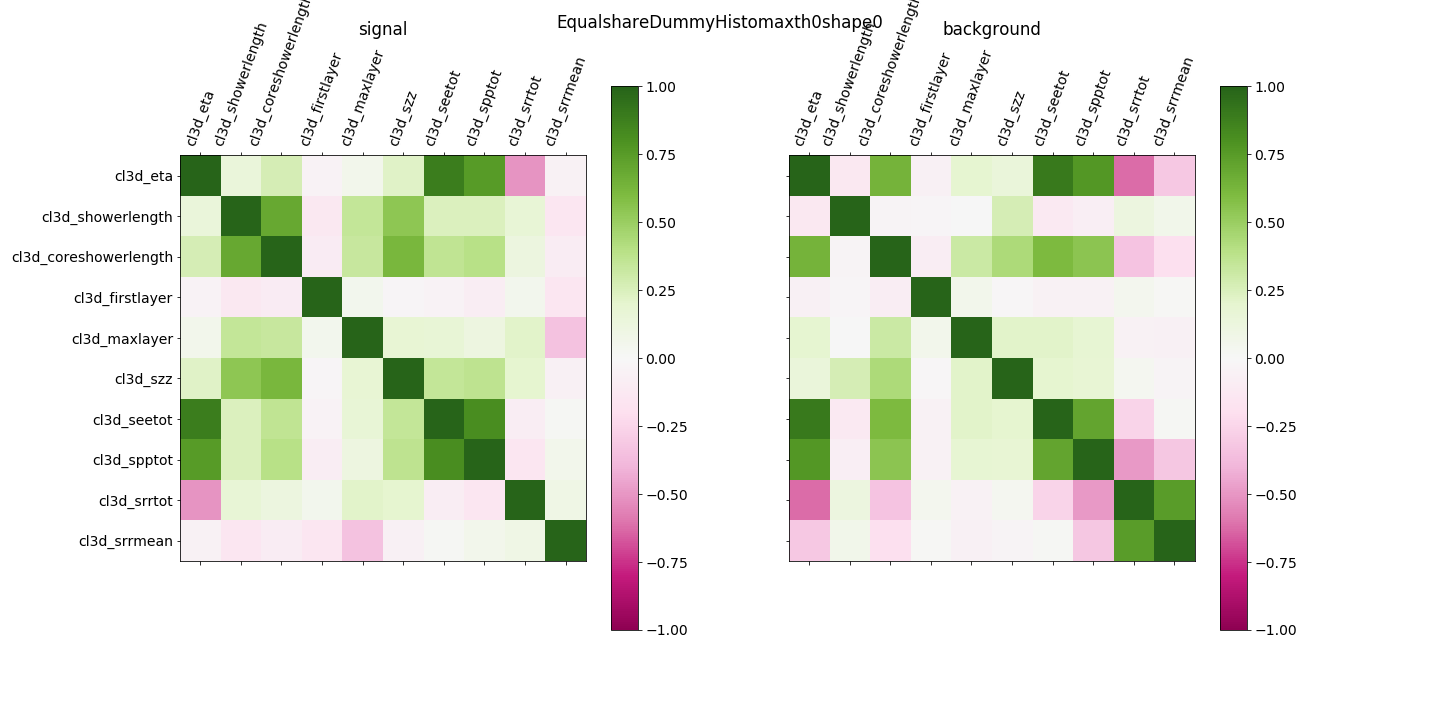 EqualshareDummyHistomaxth0shape0
signal
background
cl3d_eta
cl3d_showerlength
cl3d_coreshowerlength
cl3d_firstlayer
cl3d_maxlayer
cl3d_szz
cl3d_seetot
cl3d_spptot
cl3d_srrtot
cl3d_srrmean
cl3d_eta
cl3d_showerlength
cl3d_coreshowerlength
cl3d_firstlayer
cl3d_maxlayer
cl3d_szz
cl3d_seetot
cl3d_spptot
cl3d_srrtot
cl3d_srrmean
1.00
0.75
0.50
0.25
0.00
−0.25
−0.50
−0.75
−1.00
cl3d_eta
cl3d_showerlength
cl3d_coreshowerlength
cl3d_firstlayer
cl3d_maxlayer
cl3d_szz
cl3d_seetot
cl3d_spptot
cl3d_srrtot
cl3d_srrmean
1.00
0.75
0.50
0.25
0.00
−0.25
−0.50
−0.75
−1.00